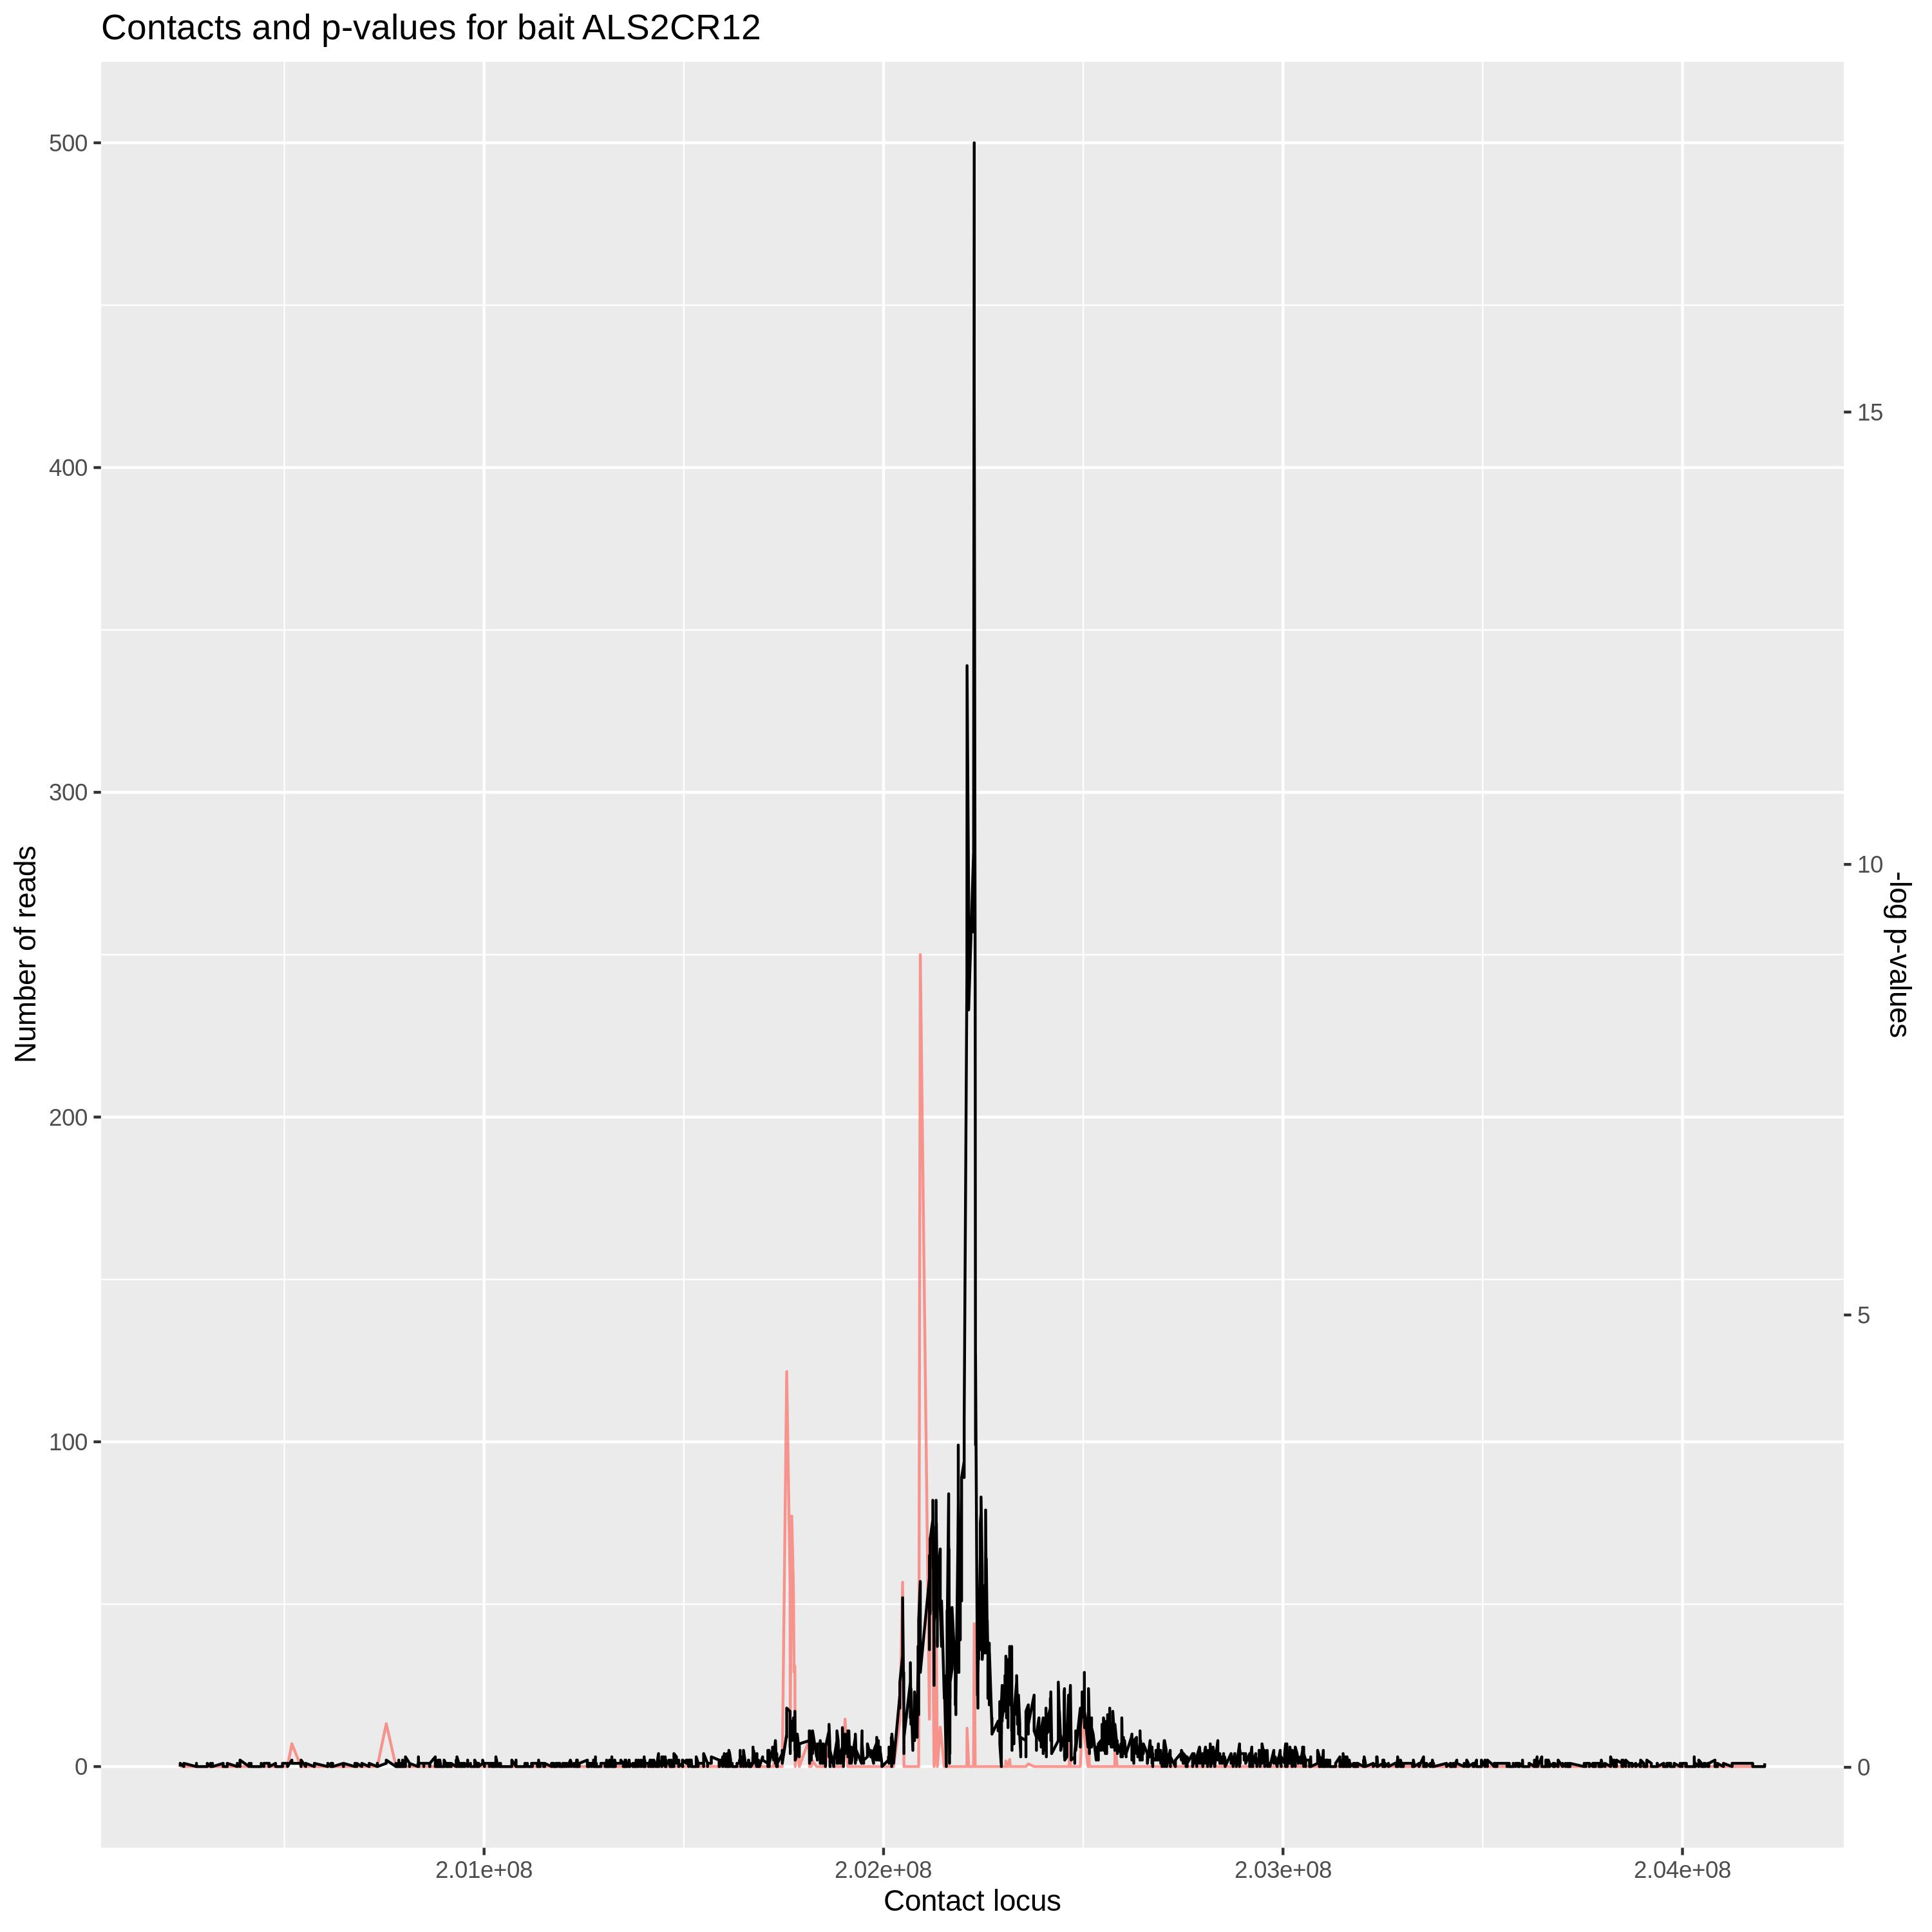 Contacts and p-values for bait ALS2CR12
500
400
300
200
100
0
Number of reads
15
10
5
0
-log p-values
2.01e+08
2.02e+08
2.03e+08
2.04e+08
Contact locus